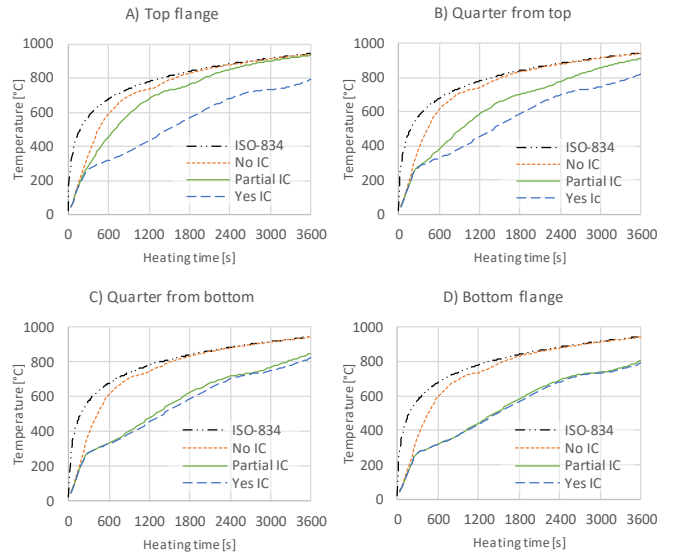 A) Top flange
1000
800
600
400
200
0
Temperature [°C]
ISO-834
No IC
Partial IC
Yes IC
0 600 1200 1800 2400 3000 3600
Heating time [s]
B) Quarter from top
1000
800
600
400
200
0
Temperature [°C]
ISO-834
No IC
Partial IC
Yes Ic
0 600 1200 1800 2400 3000 3600
Heating time [s]
C) Quarter from bottom
1000
800
600
400
200
0
Temperature [°C]
ISO-834
No IC
Partial IC
Yes IC
0 600 1200 1800 2400 3000 3600
Heating time [s]
D) Bottom flange
1000
800
600
400
200
0
Temperature [°C]
ISO-834
No IC
Partial IC
Yes IC
0 600 1200 1800 2400 3000 3600
Heating time [s]